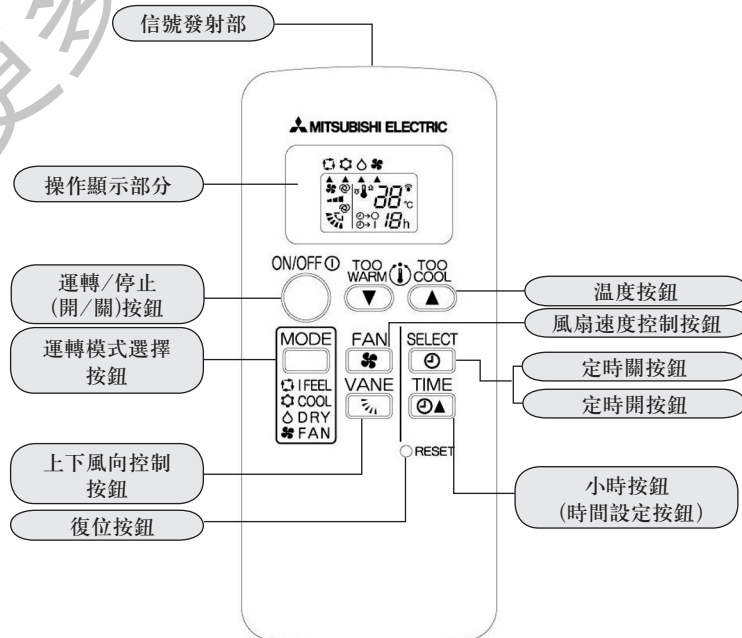 更多
信號發射部
MITSUBISHI ELECTRIC
操作顯示部分
88℃
18h
ON/OFF
TOO WARM
TOO COOL
運轉/停止
(開/關)按鈕
温度按鈕
風扇速度控制按鈕
MODE
FAN
SELECT
運轉模式選擇
按鈕
定時關按鈕
I FEEL
VANE
TIME
COOL
定時開按鈕
DRY
FAN
RESET
上下風向控制
按鈕
小時按鈕
(時間設定按鈕)
復位按鈕